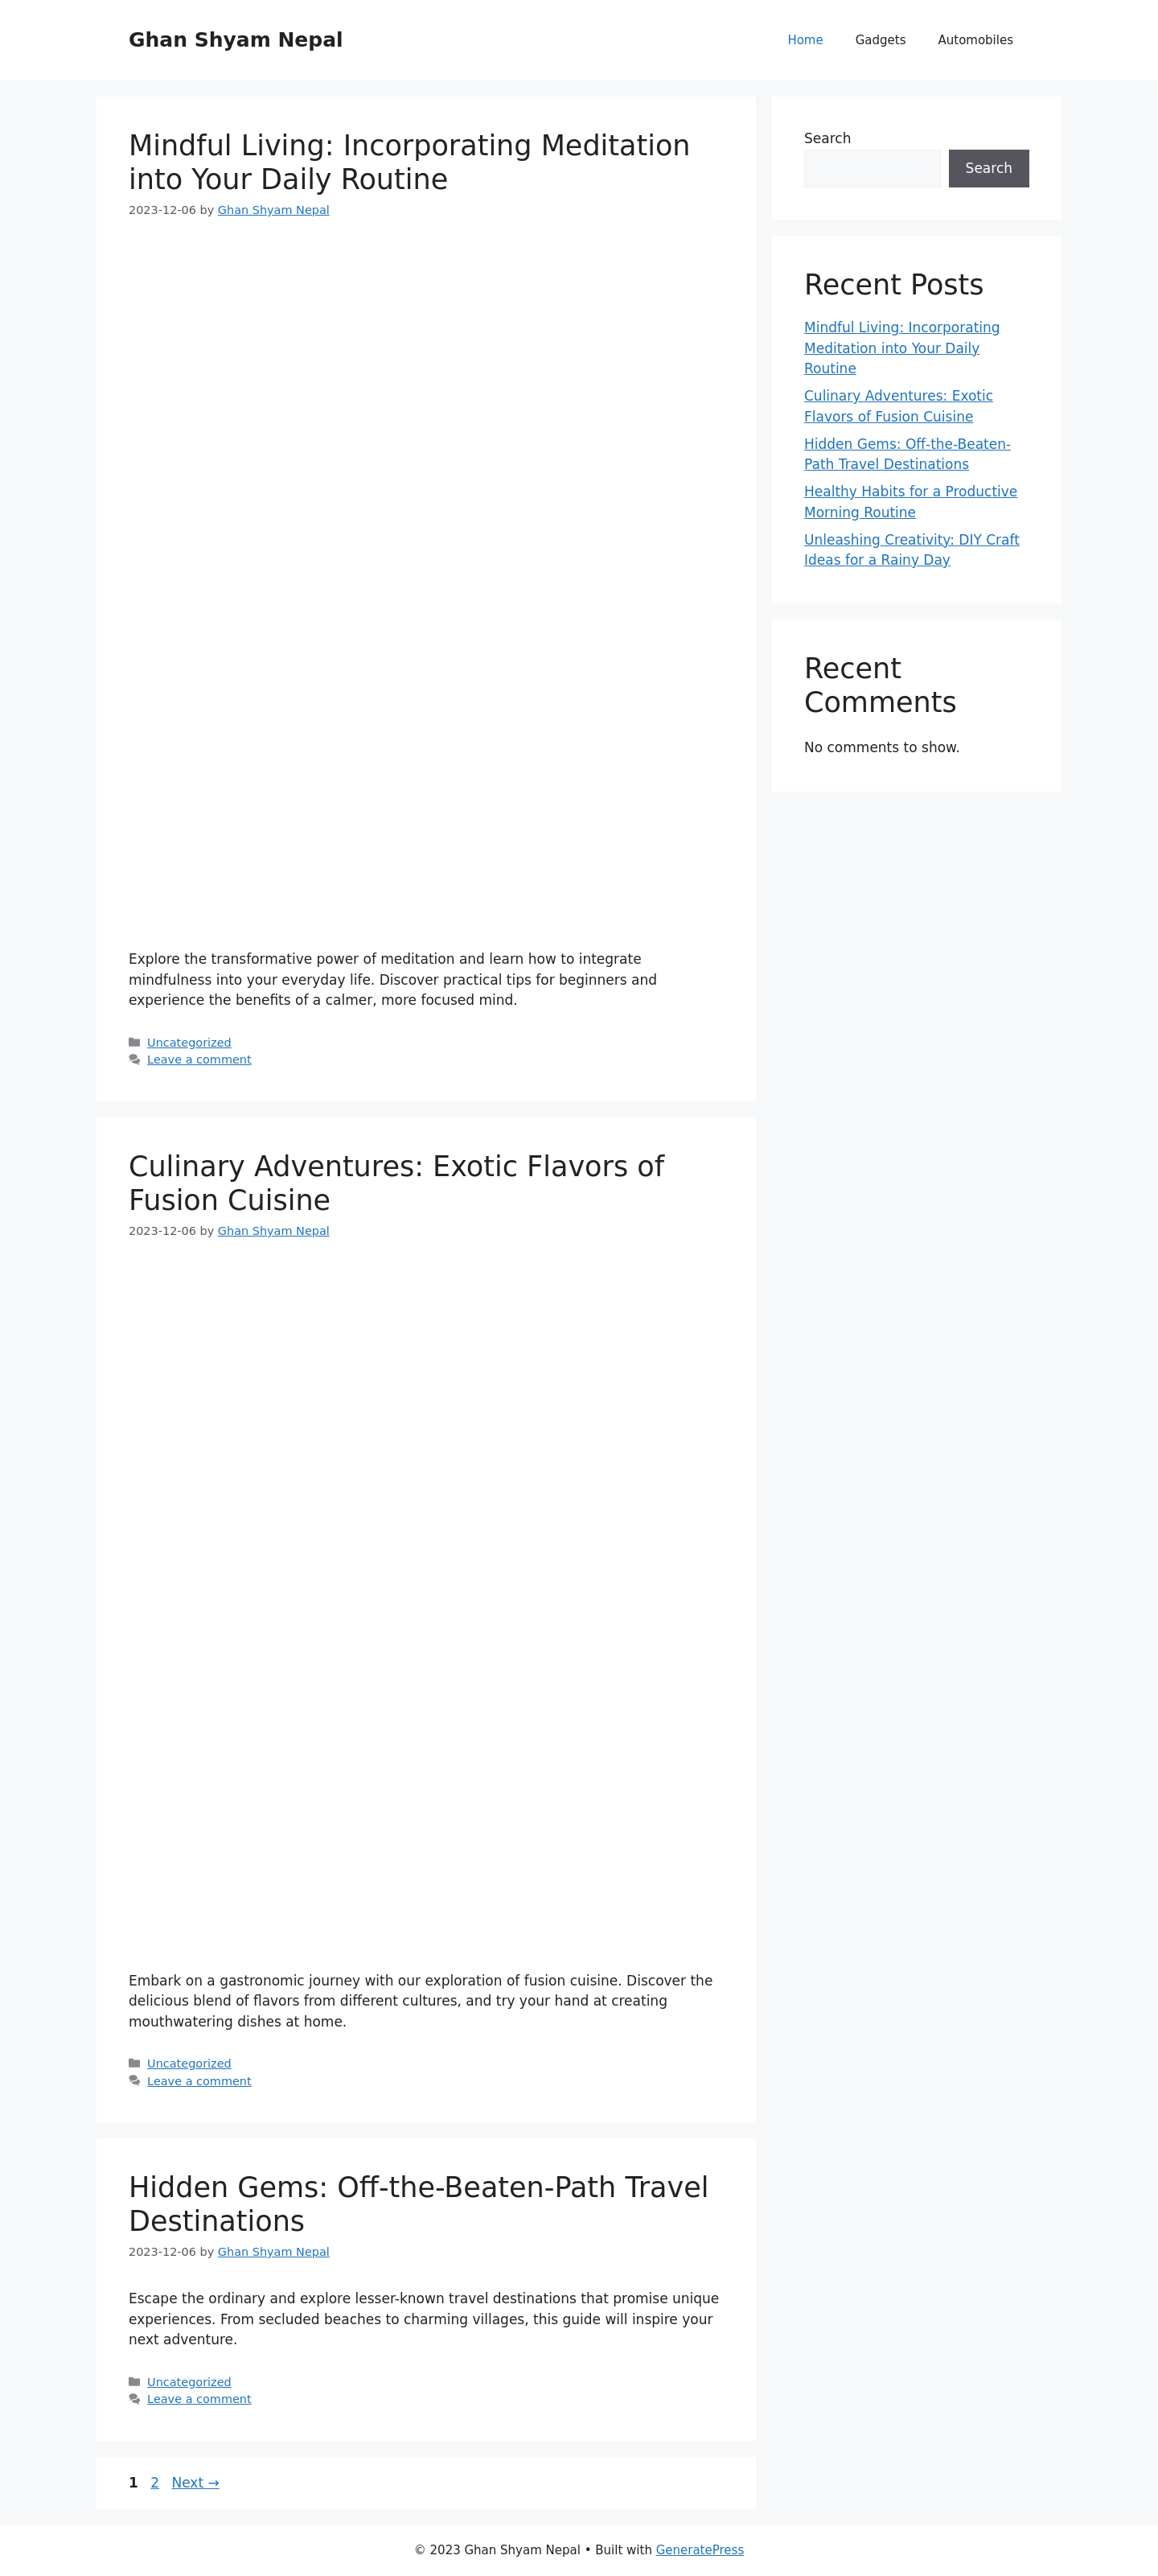 Ghan Shyam Nepal
Home Gadgets Automobiles
Mindful Living: Incorporating Meditation
into Your Daily Routine
2023-12-06 by Ghan Shyam Nepal
Explore the transformative power of meditation and learn how to integrate
mindfulness into your everyday life. Discover practical tips for beginners and
experience the benefits of a calmer, more focused mind.
Uncategorized
Leave a comment
Culinary Adventures: Exotic Flavors of
Fusion Cuisine
2023-12-06 by Ghan Shyam Nepal
Embark on a gastronomic journey with our exploration of fusion cuisine. Discover the
delicious blend of flavors from different cultures, and try your hand at creating
mouthwatering dishes at home.
Uncategorized
Leave a comment
Hidden Gems: Off-the-Beaten-Path Travel
Destinations
2023-12-06 by Ghan Shyam Nepal
Escape the ordinary and explore lesser-known travel destinations that promise unique
experiences. From secluded beaches to charming villages, this guide will inspire your
next adventure.
Uncategorized
Leave a comment
1 2 Next →
Search
Search
Recent Posts
Mindful Living: Incorporating
Meditation into Your Daily
Routine
Culinary Adventures: Exotic
Flavors of Fusion Cuisine
Hidden Gems: Off-the-Beaten-
Path Travel Destinations
Healthy Habits for a Productive
Morning Routine
Unleashing Creativity: DIY Craft
Ideas for a Rainy Day
Recent
Comments
No comments to show.
© 2023 Ghan Shyam Nepal • Built with GeneratePress